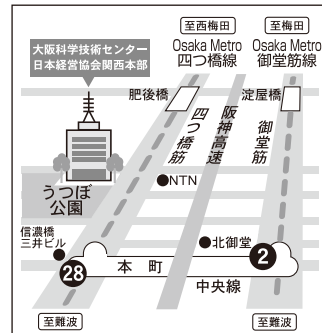 至西梅田
至梅田
大阪科学技術センター
日本経営協会関西本部
Osaka Metro
四つ橋線
Osaka Metro
御堂筋線
肥後橋
淀屋橋
四つ橋筋
阪神高速
御堂筋
うつぼ
公園
NTN
信濃橋
三井ビル
北御堂
2
28
本町
中央線
至難波
至難波